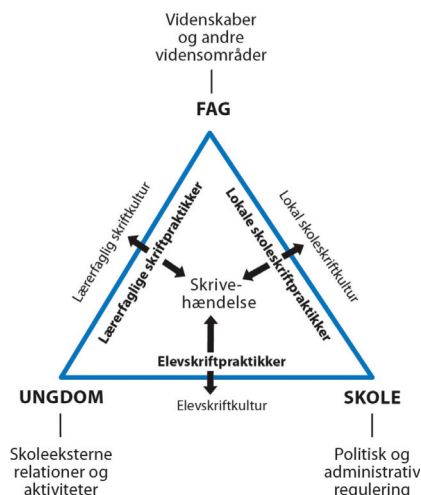 Videnskaber
og andre
vidensområder
FAG
Lærerfaglig skriftkultur
Lærerfaglige skriftpraktikker
Lokale skoleskriftpraktikker
Lokal skoleskriftkultur
Skrive-
hændelse
Elevskriftpraktikker
Elevskriftkultur
UNGDOM
SKOLE
Skoleeksterne
relationer og
aktiviteter
Politisk og
administrativ
regulering